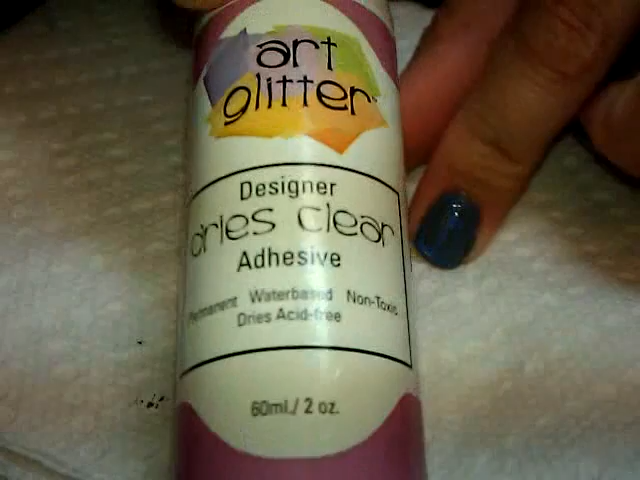 art
glitter
Designer
dries clear
Adhesive
Permanent Waterbased Non-Toxic
Dries Acid-free
60ml./ 2 oz.